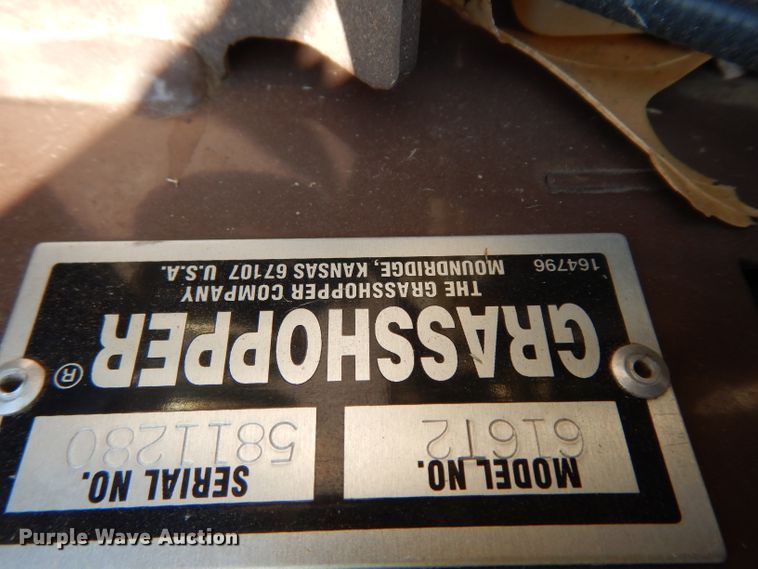 MODEL NO. SERIAL NO.
616T2 5811280
GRASSHOPPER®
THE GRASSHOPPER COMPANY
MOUNDRIDGE, KANSAS 67107 U.S.A.
164796
Purple Wave Auction